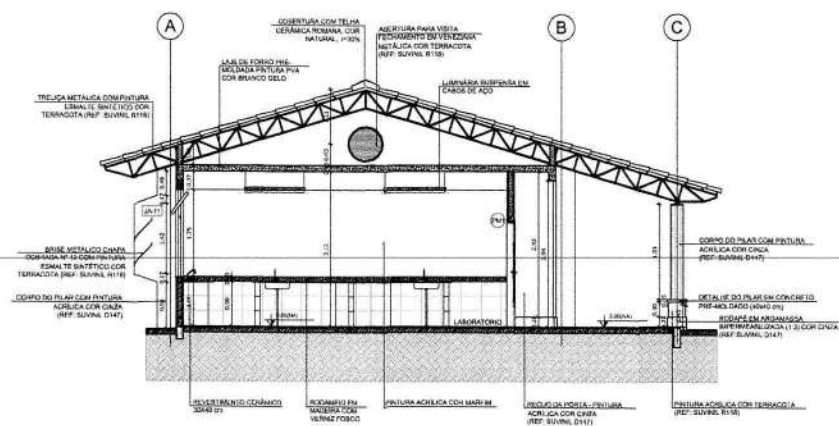 A
B
C
COBERTURA COM TELHA
CERÂMICA ROMANA COR
NATURAL, i=30%
ABERTURA PARA VISITA
FECHAMENTO EM VENEZIANA
METÁLICA COR TERRACOTA
(REF: SUVINIL R118)
LAJE DE FORRO PRÉ-
MOLDADA PINTURA PVA
COR BRANCO GELO
LUMINÁRIA SUSPENSA EM
CABOS DE AÇO
TRELIÇA METÁLICA COM PINTURA
ESMALTE SINTÉTICO COR
TERRACOTA (REF: SUVINIL R118)
BRISE METÁLICO CHAPA
COM PINTURA
ESMALTE SINTÉTICO COR
TERRACOTA (REF: SUVINIL R118)
CORPO DO PILAR COM PINTURA
ACRÍLICA COR CINZA
(REF: SUVINIL D147)
CORPO DO PILAR COM PINTURA
ACRÍLICA COR CINZA
(REF: SUVINIL D147)
DETALHE DO PILAR EM CONCRETO
PRÉ-MOLDADO (40x40 cm)
RODAPÉ EM ARGAMASSA
IMPERMEABILIZADA (1:3) COR CINZA
(REF: SUVINIL D147)
LABORATÓRIO
REVESTIMENTO CERÂMICO
30X40 cm
RODAMEIO EM
MADEIRA COM
VERNIZ FOSCO
PINTURA ACRÍLICA COR MARFIM
RECUO DA PORTA - PINTURA
ACRÍLICA COR CINZA
(REF: SUVINIL D147)
PINTURA ACRÍLICA COR TERRACOTA
(REF: SUVINIL R118)